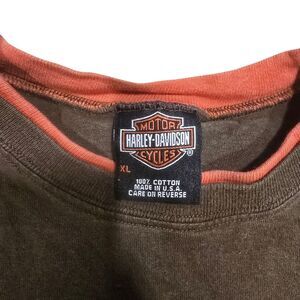 MOTOR
HARLEY-DAVIDSON
CYCLES ®
XL
100% COTTON
MADE IN U.S.A.
CARE ON REVERSE